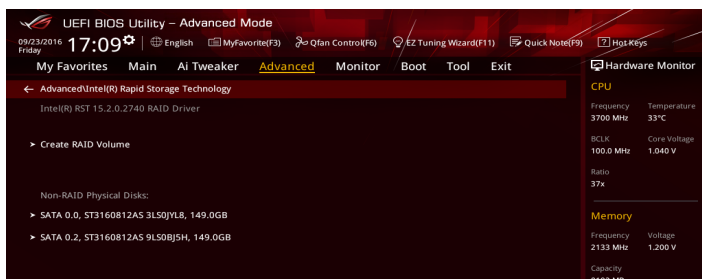 UEFI BIOS Utility – Advanced Mode
09/23/2016 Friday 17:09 English MyFavorite(F3) Qfan Control(F6) EZ Tuning Wizard(F11) Quick Note(F9) Hot Keys
My Favorites Main Ai Tweaker Advanced Monitor Boot Tool Exit
← Advanced\Intel(R) Rapid Storage Technology
Intel(R) RST 15.2.0.2740 RAID Driver
> Create RAID Volume
Non-RAID Physical Disks:
> SATA 0.0, ST3160812AS 3LS0JYL8, 149.0GB
> SATA 0.2, ST3160812AS 9LS0BJ5H, 149.0GB
Hardware Monitor
CPU
Frequency Temperature
3700 MHz 33°C
BCLK Core Voltage
100.0 MHz 1.040 V
Ratio
37x
Memory
Frequency Voltage
2133 MHz 1.200 V
Capacity